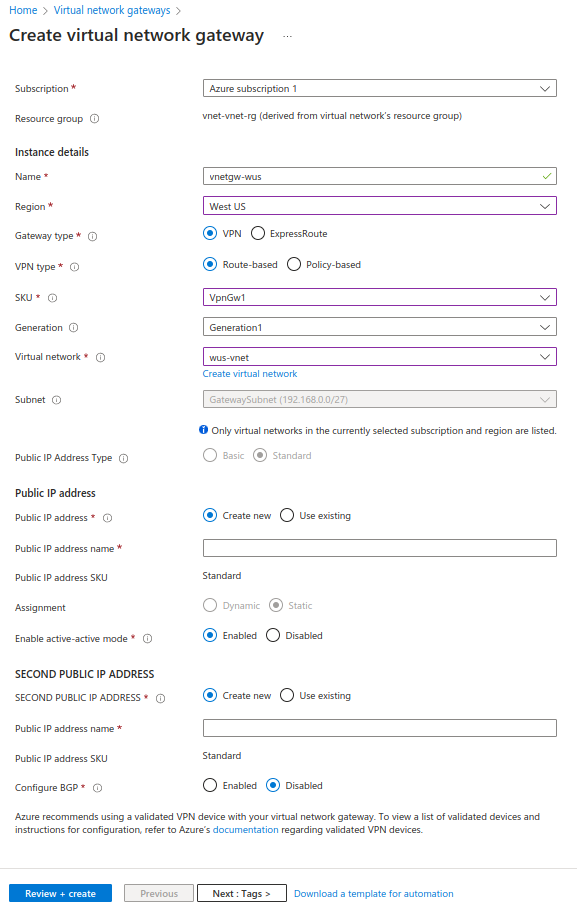 Home > Virtual network gateways >
Create virtual network gateway ...
Subscription * Azure subscription 1
Resource group vnet-vnet-rg (derived from virtual network's resource group)
Instance details
Name * vnetgw-wus
Region * West US
Gateway type * VPN ExpressRoute
VPN type * Route-based Policy-based
SKU * VpnGw1
Generation Generation1
Virtual network * wus-vnet
Create virtual network
Subnet GatewaySubnet (192.168.0.0/27)
Only virtual networks in the currently selected subscription and region are listed.
Public IP Address Type Basic Standard
Public IP address
Public IP address * Create new Use existing
Public IP address name *
Public IP address SKU Standard
Assignment Dynamic Static
Enable active-active mode * Enabled Disabled
SECOND PUBLIC IP ADDRESS
SECOND PUBLIC IP ADDRESS * Create new Use existing
Public IP address name *
Public IP address SKU Standard
Configure BGP * Enabled Disabled
Azure recommends using a validated VPN device with your virtual network gateway. To view a list of validated devices and
instructions for configuration, refer to Azure's documentation regarding validated VPN devices.
Review + create Previous Next : Tags > Download a template for automation